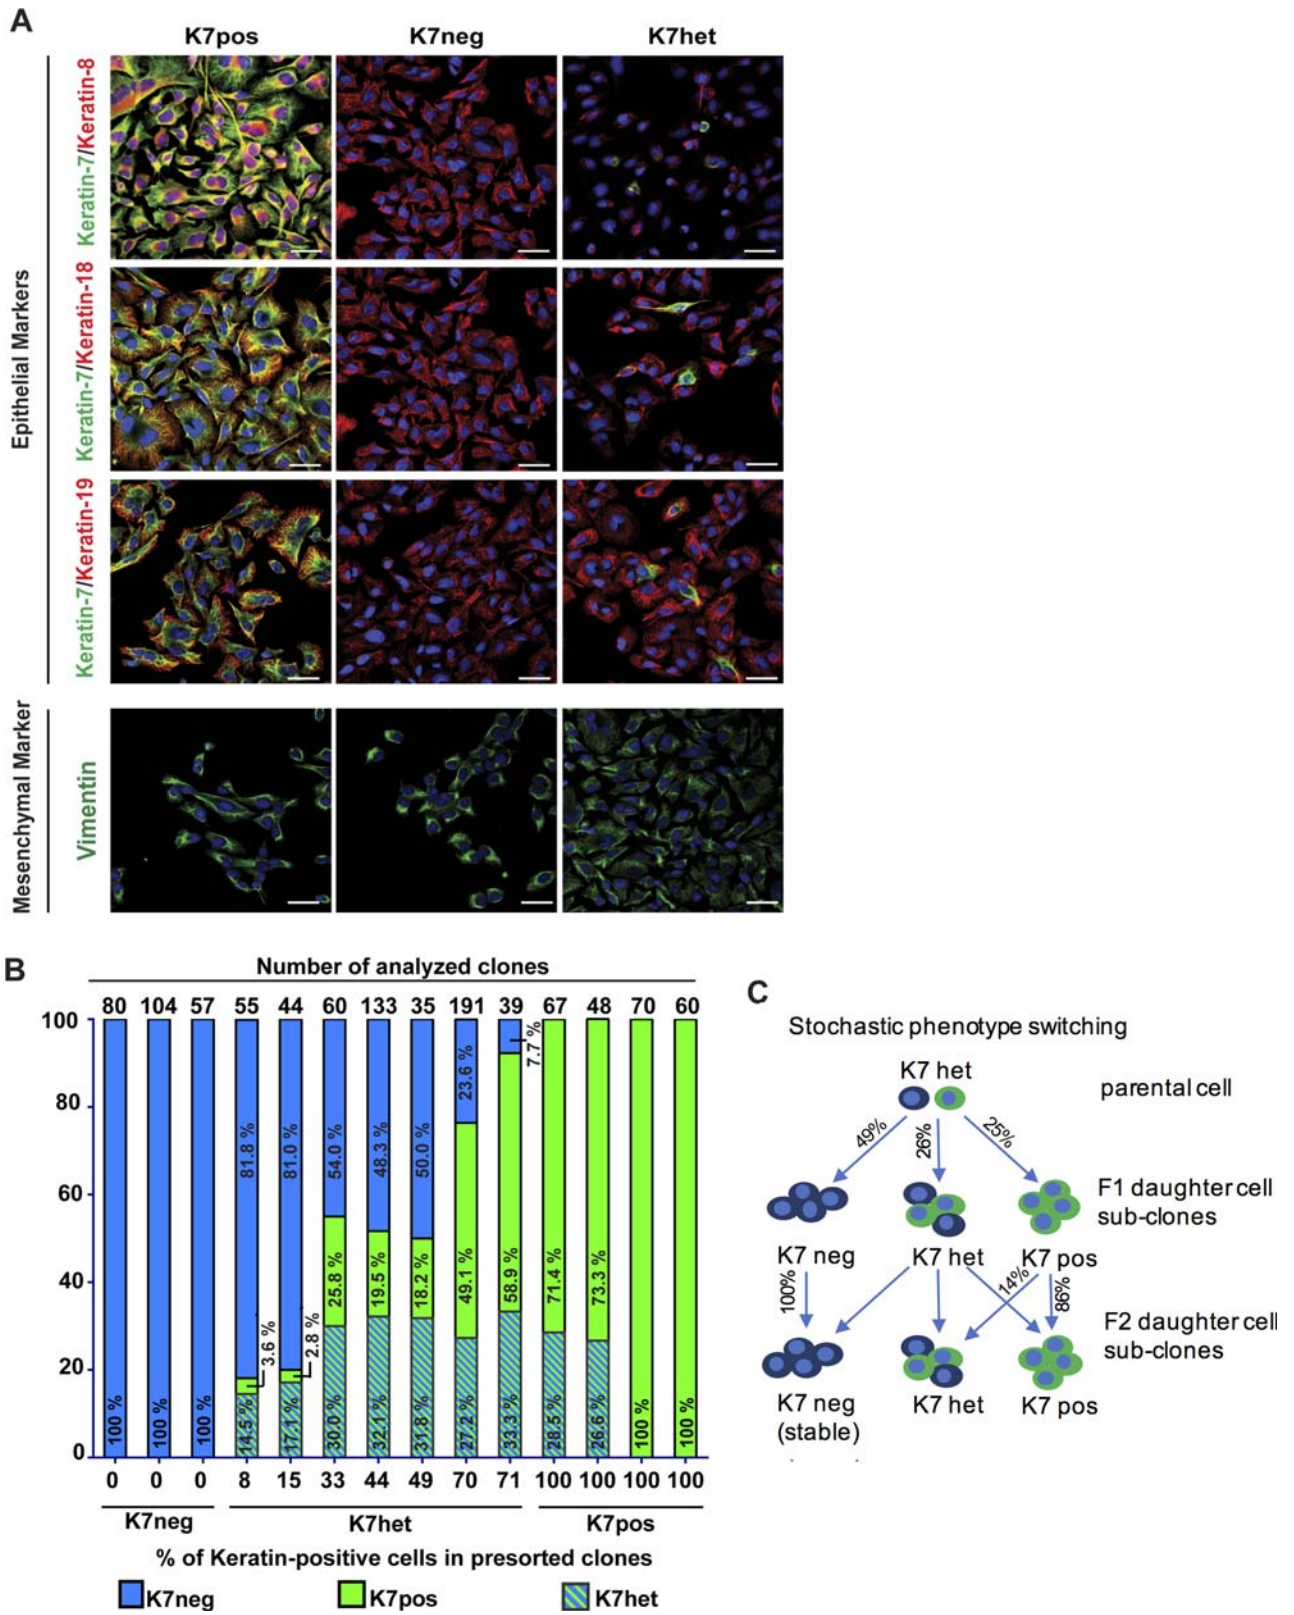 A
K7pos K7neg K7het
Epithelial Markers
Keratin-7/Keratin-8
Keratin-7/Keratin-18
Keratin-7/Keratin-19
Mesenchymal Marker
Vimentin
B
Number of analyzed clones
80 104 57 55 44 60 133 35 191 39 67 48 70 60
100
80
60
40
20
0
100 %
100 %
100 %
81.8 %
3.6 %
14.5 %
81.0 %
2.8 %
17.1 %
54.0 %
25.8 %
30.0 %
48.3 %
19.5 %
32.1 %
50.0 %
18.2 %
31.8 %
23.6 %
49.1 %
27.2 %
7.7 %
58.9 %
33.3 %
71.4 %
28.5 %
73.3 %
26.6 %
100 %
100 %
0 0 0 8 15 33 44 49 70 71 100 100 100 100
K7neg K7het K7pos
% of Keratin-positive cells in presorted clones
K7neg K7pos K7het
C
Stochastic phenotype switching
K7 het
parental cell
49% 26% 25%
F1 daughter cell
sub-clones
K7 neg K7 het K7 pos
100% 14% 86%
F2 daughter cell
sub-clones
K7 neg K7 het K7 pos
(stable)